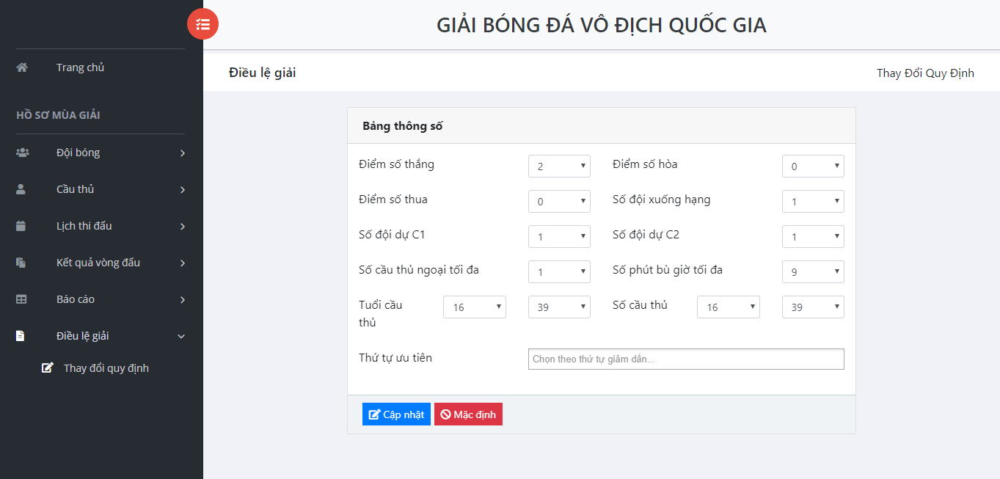 GIẢI BÓNG ĐÁ VÔ ĐỊCH QUỐC GIA
Trang chủ
HỒ SƠ MÙA GIẢI
Đội bóng
Cầu thủ
Lịch thi đấu
Kết quả vòng đấu
Báo cáo
Điều lệ giải
Thay đổi quy định
Điều lệ giải
Thay Đổi Quy Định
Bảng thông số
Điểm số thắng 2 Điểm số hòa 0
Điểm số thua 0 Số đội xuống hạng 1
Số đội dự C1 1 Số đội dự C2 1
Số cầu thủ ngoại tối đa 1 Số phút bù giờ tối đa 9
Tuổi cầu thủ 16 39 Số cầu thủ 16 39
Thứ tự ưu tiên Chọn theo thứ tự giảm dần...
Cập nhật Mặc định